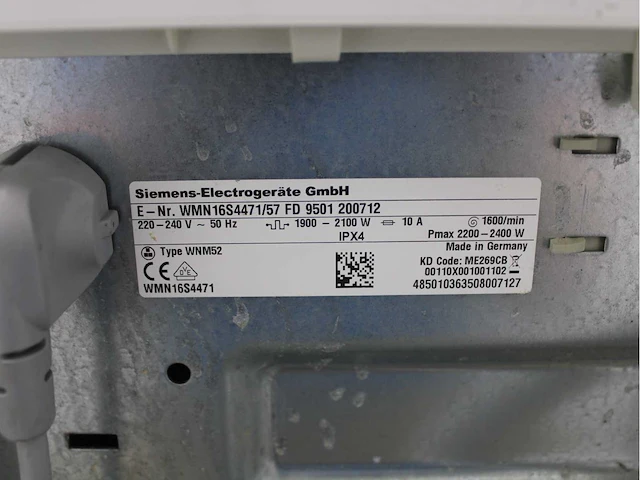 Siemens-Electrogeräte GmbH
E-Nr. WMN16S4471/57 FD 9501 200712
220-240 V ~ 50 Hz 1900 - 2100 W 10 A 1600/min
IPX4 Pmax 2200-2400 W
Type WNM52 Made in Germany
KD Code: ME269CB
00110X001001102
WMN16S4471 485010363508007127